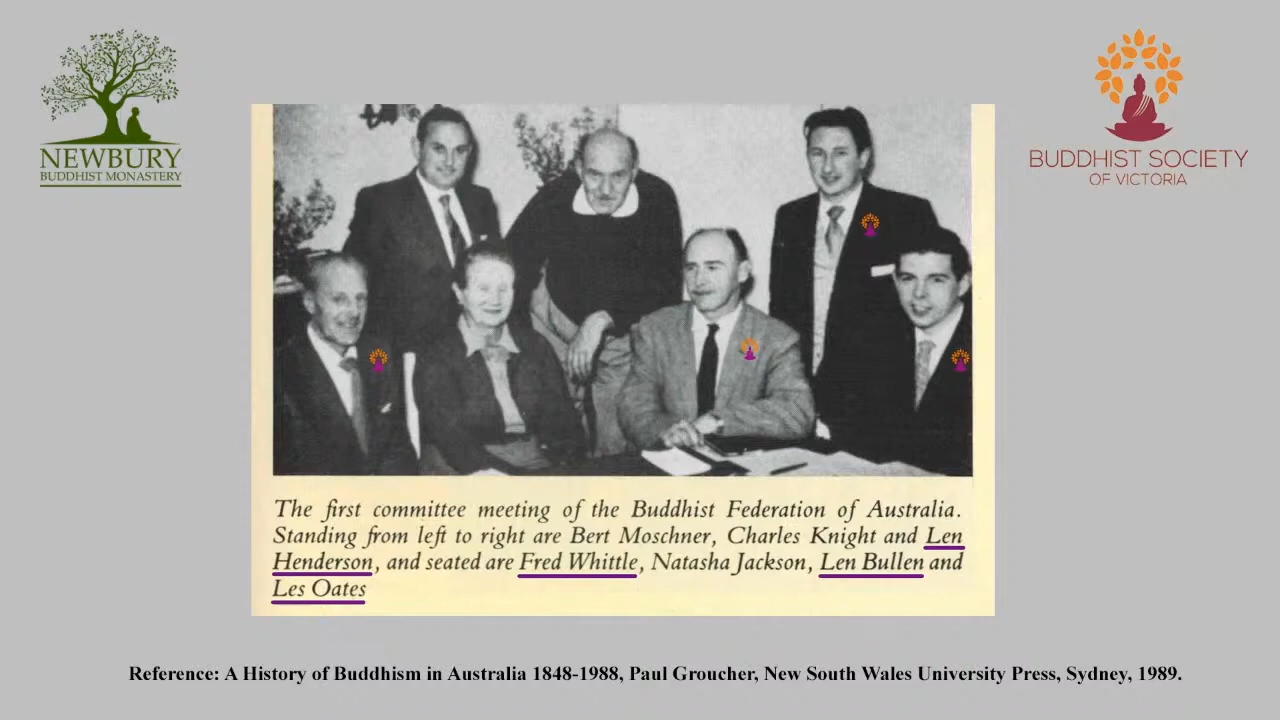 NEWBURY
BUDDHIST MONASTERY
BUDDHIST SOCIETY
OF VICTORIA
The first committee meeting of the Buddhist Federation of Australia.
Standing from left to right are Bert Moschner, Charles Knight and Len
Henderson, and seated are Fred Whittle, Natasha Jackson, Len Bullen and
Les Oates
Reference: A History of Buddhism in Australia 1848-1988, Paul Groucher, New South Wales University Press, Sydney, 1989.